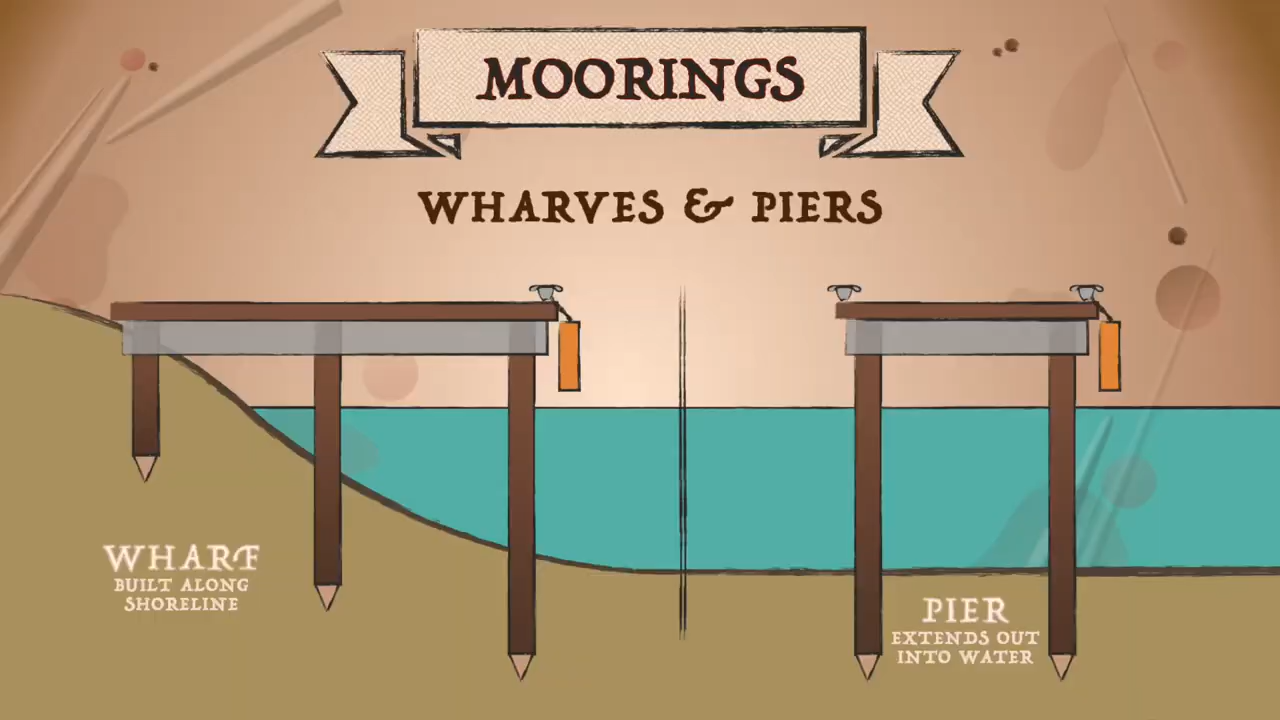 MOORINGS
WHARVES & PIERS
WHARF
BUILT ALONG
SHORELINE
PIER
EXTENDS OUT
INTO WATER